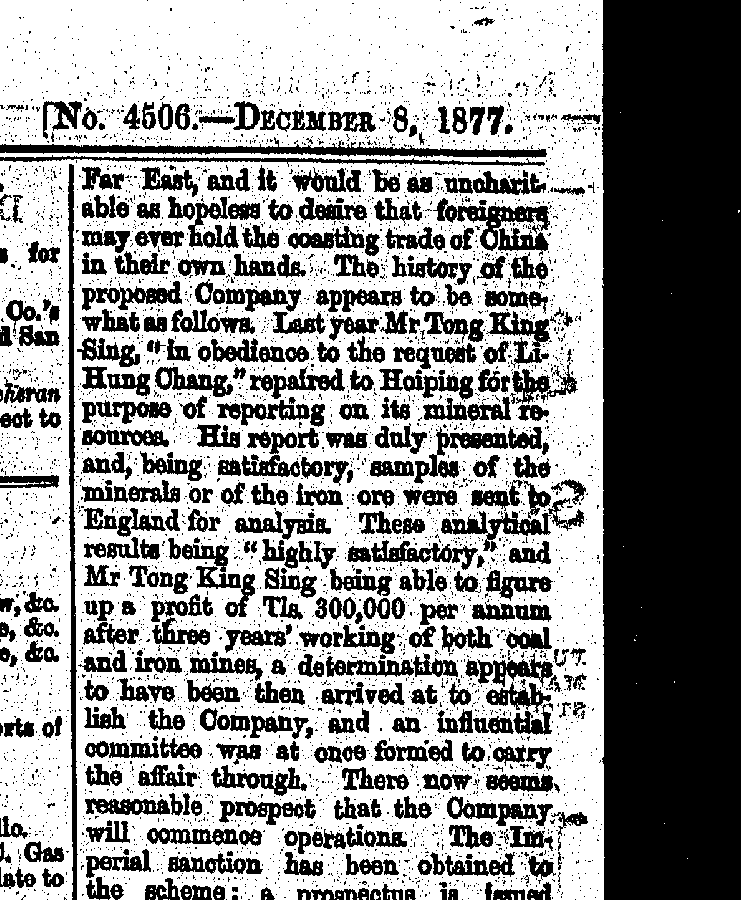 [No. 4506.—DECEMBER 8, 1877.
for
Co.'s
San
ect to
&c.
&c.
&c.
of
Gas
to
Far East, and it would be as uncharit-
able as hopeless to desire that foreigners
may ever hold the coasting trade of China
in their own hands. The history of the
proposed Company appears to be some-
what as follows. Last year Mr Tong King
Sing, "in obedience to the request of Li-
Hung Chang," repaired to Hoiping for the
purpose of reporting on its mineral re-
sources. His report was duly presented,
and, being satisfactory, samples of the
minerals or of the iron ore were sent to
England for analysis. These analytical
results being "highly satisfactory," and
Mr Tong King Sing being able to figure
up a profit of Tls. 300,000 per annum
after three years' working of both coal
and iron mines, a determination appears
to have been then arrived at to estab-
lish the Company, and an influential
committee was at once formed to carry
the affair through. There now seems
reasonable prospect that the Company
will commence operations. The Im-
perial sanction has been obtained to
the scheme: a prospectus is issued